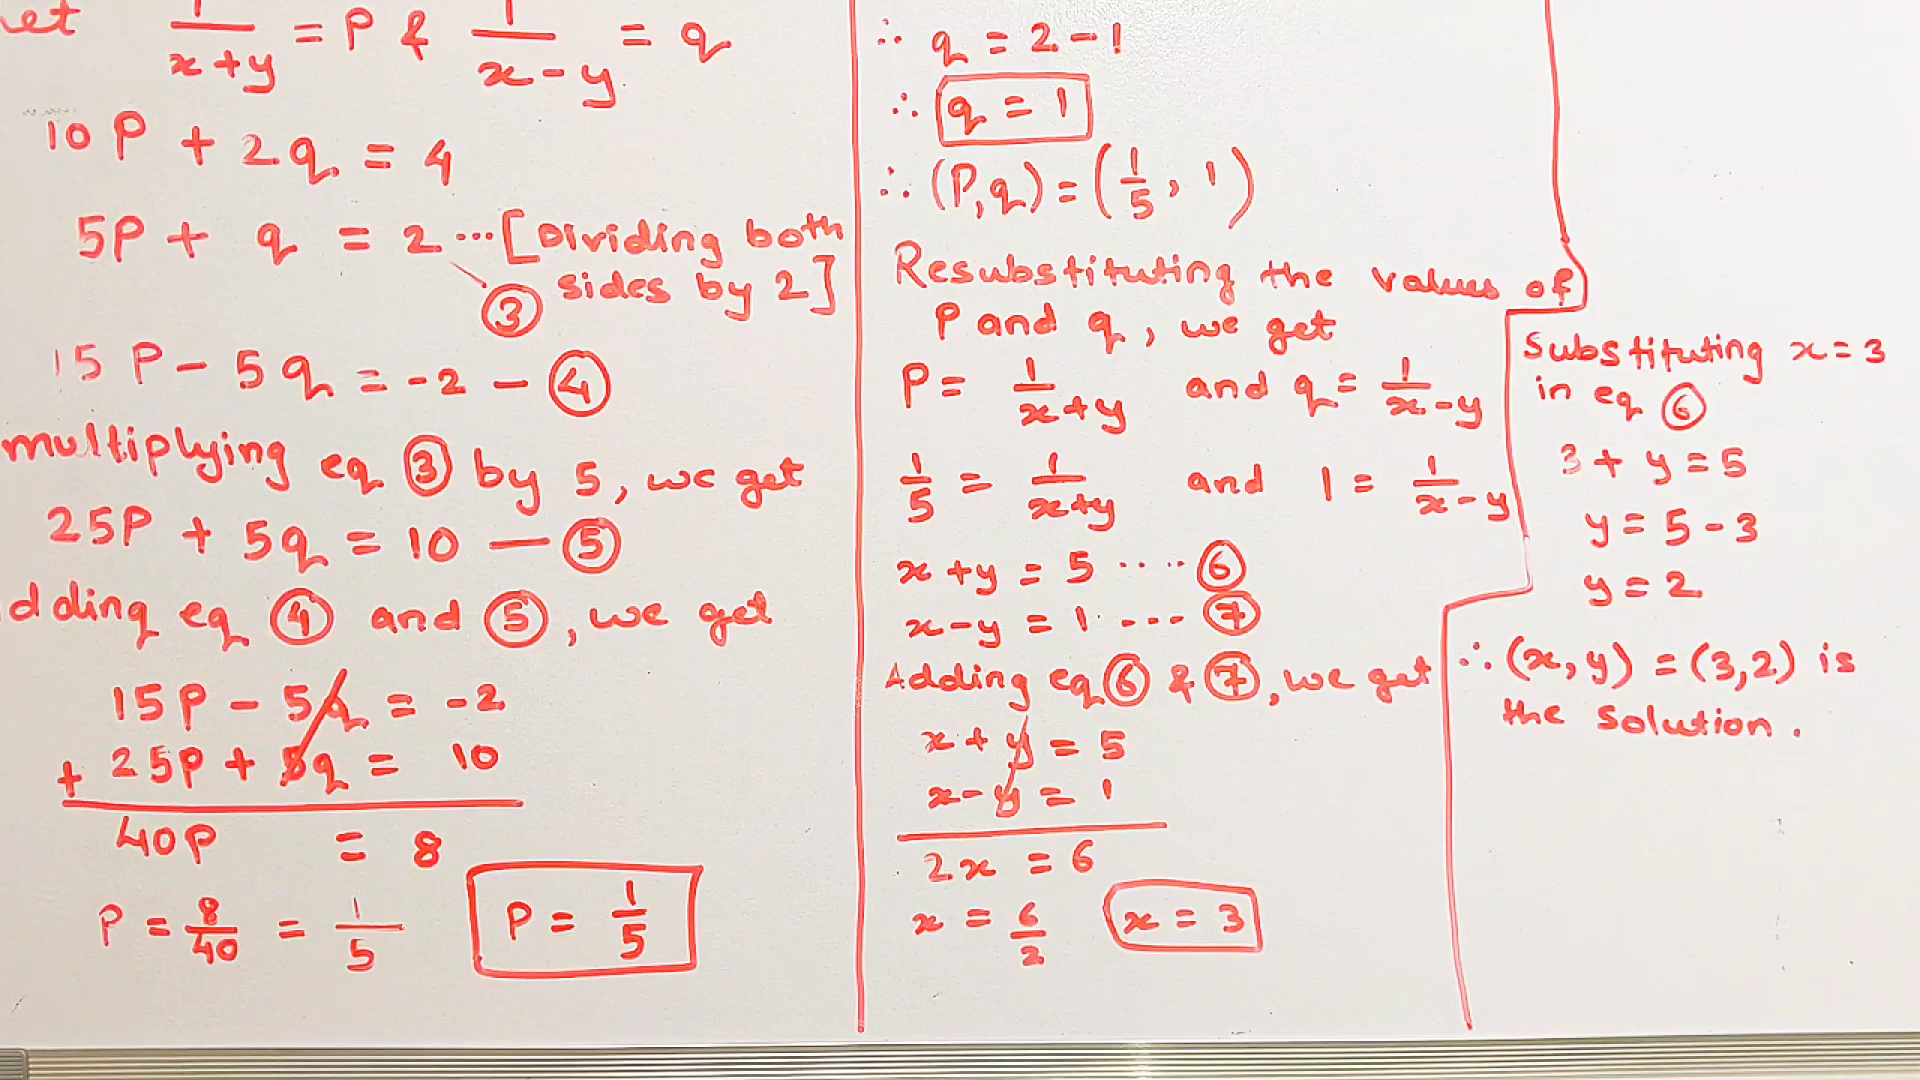 let 1/(x+y) = P & 1/(x-y) = q
10P + 2q = 4
5P + q = 2 ... [Dividing both
sides by 2]
③
15P - 5q = -2 - ④
multiplying eq ③ by 5, we get
25P + 5q = 10 — ⑤
dding eq ④ and ⑤, we get
15P - 5q = -2
+ 25P + 5q = 10
40P = 8
P = 8/40 = 1/5
P = 1/5
∴ q = 2 - 1
∴ q = 1
∴ (P,q) = (1/5, 1)
Resubstituting the values of
P and q, we get
P = 1/(x+y) and q = 1/(x-y)
1/5 = 1/(x+y) and 1 = 1/(x-y)
x+y = 5 .... ⑥
x-y = 1 .... ⑦
Adding eq ⑥ & ⑦, we get
x + y = 5
x - y = 1
2x = 6
x = 6/2
x = 3
Substituting x = 3
in eq ⑥
3 + y = 5
y = 5 - 3
y = 2
∴ (x, y) = (3,2) is
the solution.